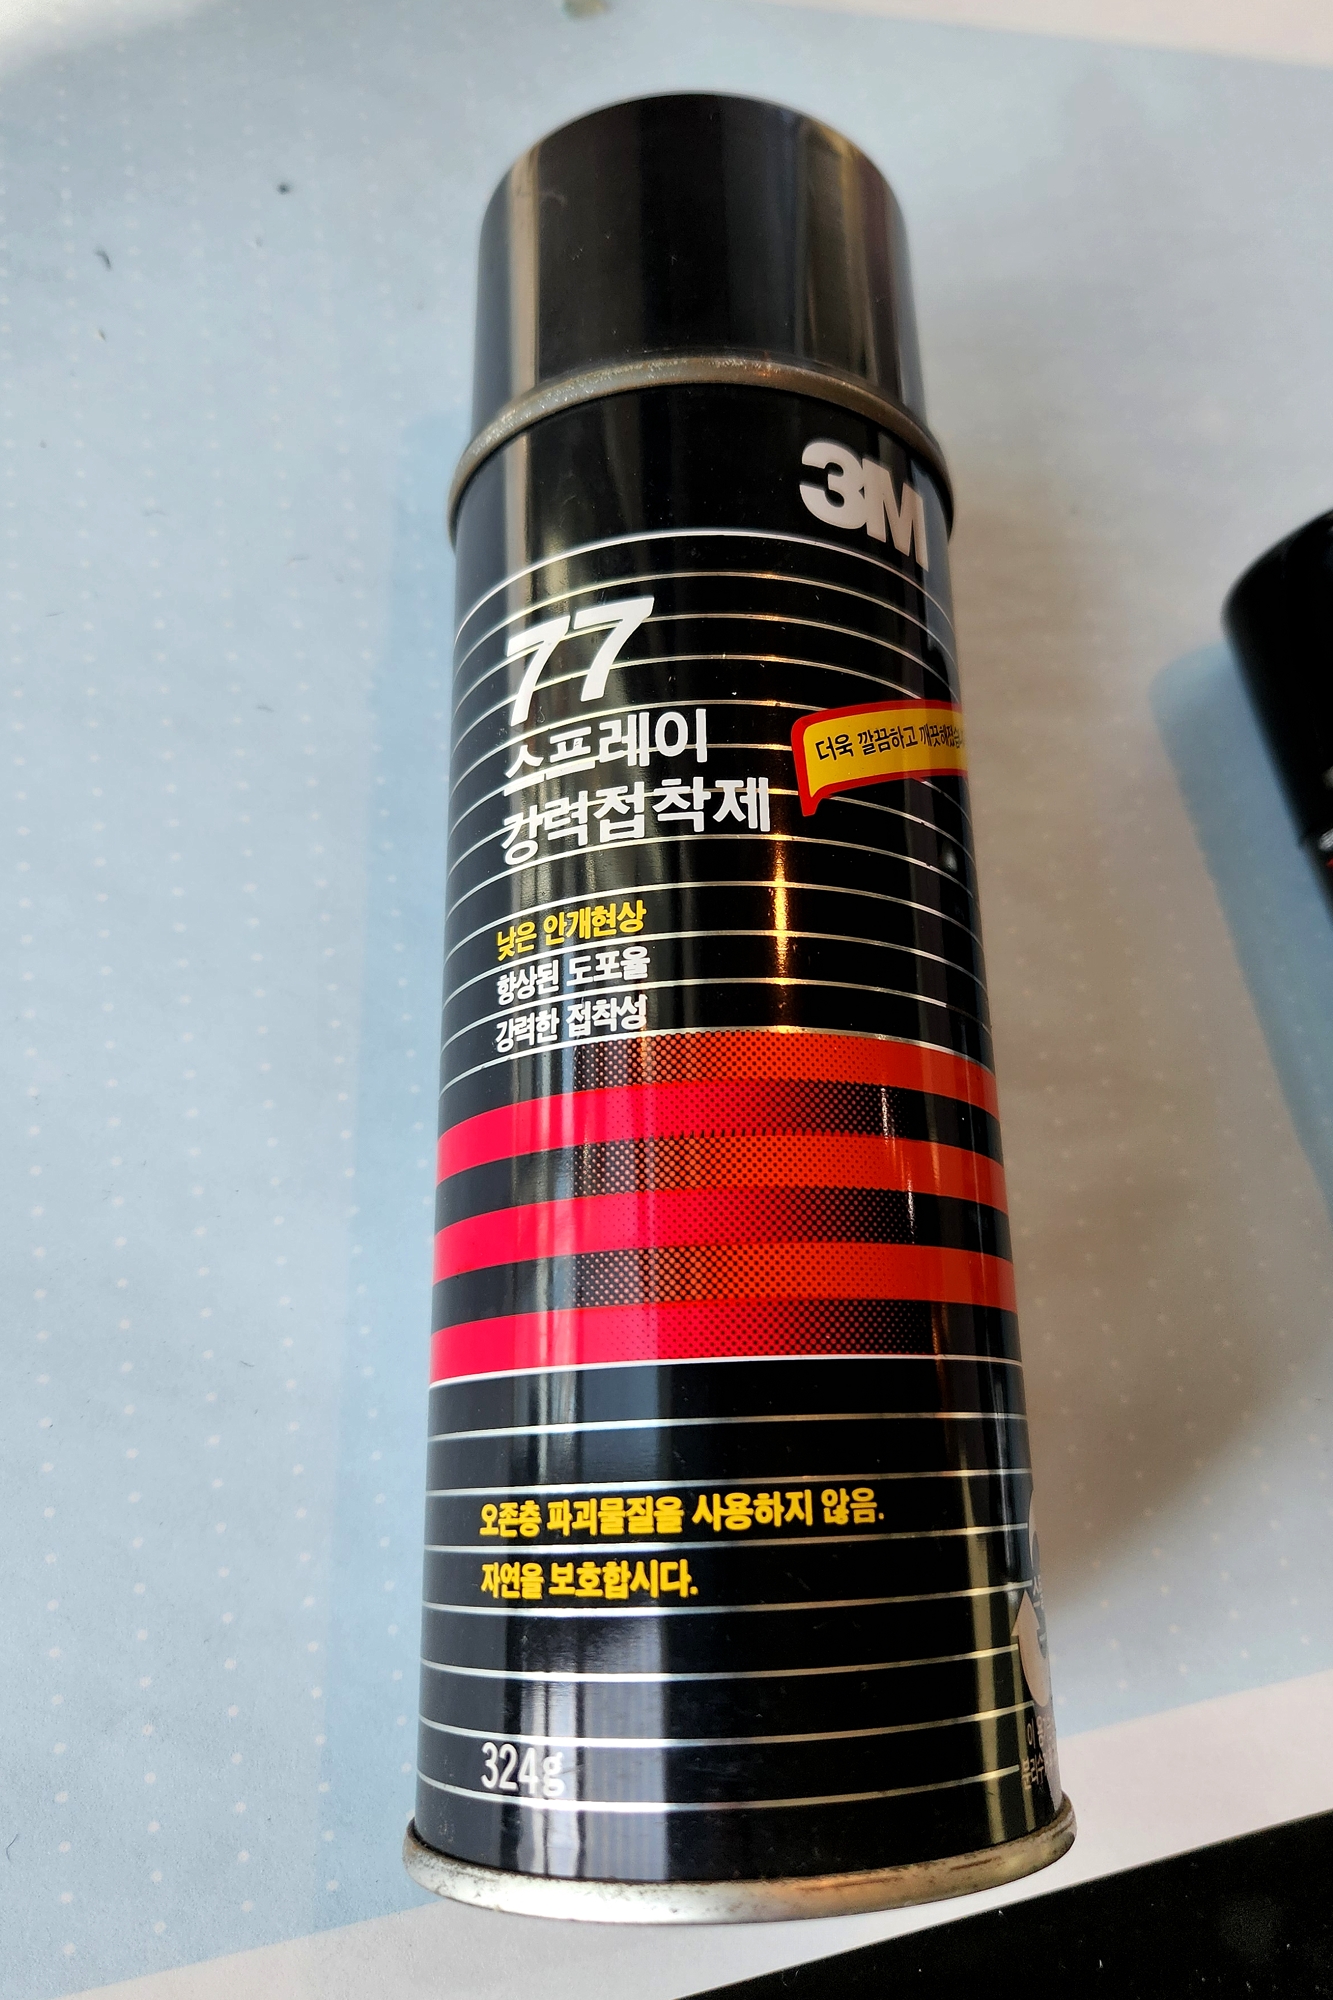 3M
77
스프레이
강력접착제
더욱 깔끔하고
낮은 안개현상
향상된 도포율
강력한 접착성
오존층 파괴물질을 사용하지 않음.
자연을 보호합시다.
324g